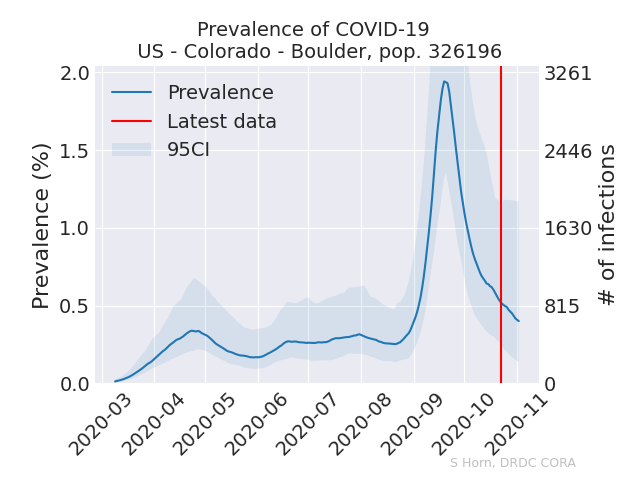 Prevalence of COVID-19
US - Colorado - Boulder, pop. 326196
Prevalence
Latest data
95CI
Prevalence (%)
2.0
1.5
1.0
0.5
0.0
3261
2446
1630
815
0
# of infections
2020-03
2020-04
2020-05
2020-06
2020-07
2020-08
2020-09
2020-10
2020-11
S Horn, DRDC CORA